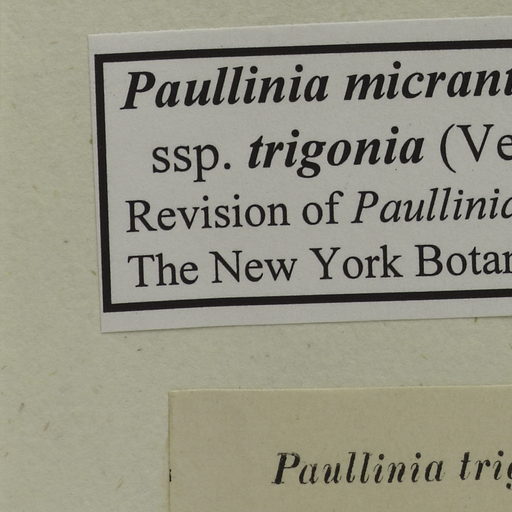 Paullinia micrant
ssp. trigonia (Ve
Revision of Paullinia
The New York Botan
Paullinia trig